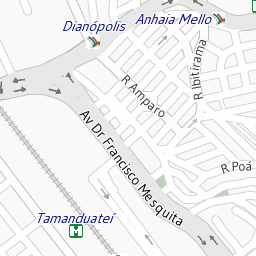 Anhaia Mello
Dianópolis
R Amparo
R.Ibitirama
Av Dr Francisco Mesquita
R Poá
Tamanduateí
M